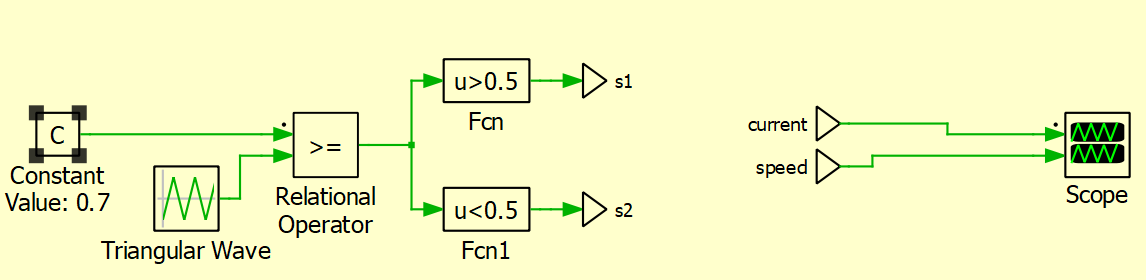 C
Constant
Value: 0.7
Triangular Wave
>=
Relational
Operator
u>0.5
Fcn
s1
u<0.5
Fcn1
s2
current
speed
Scope